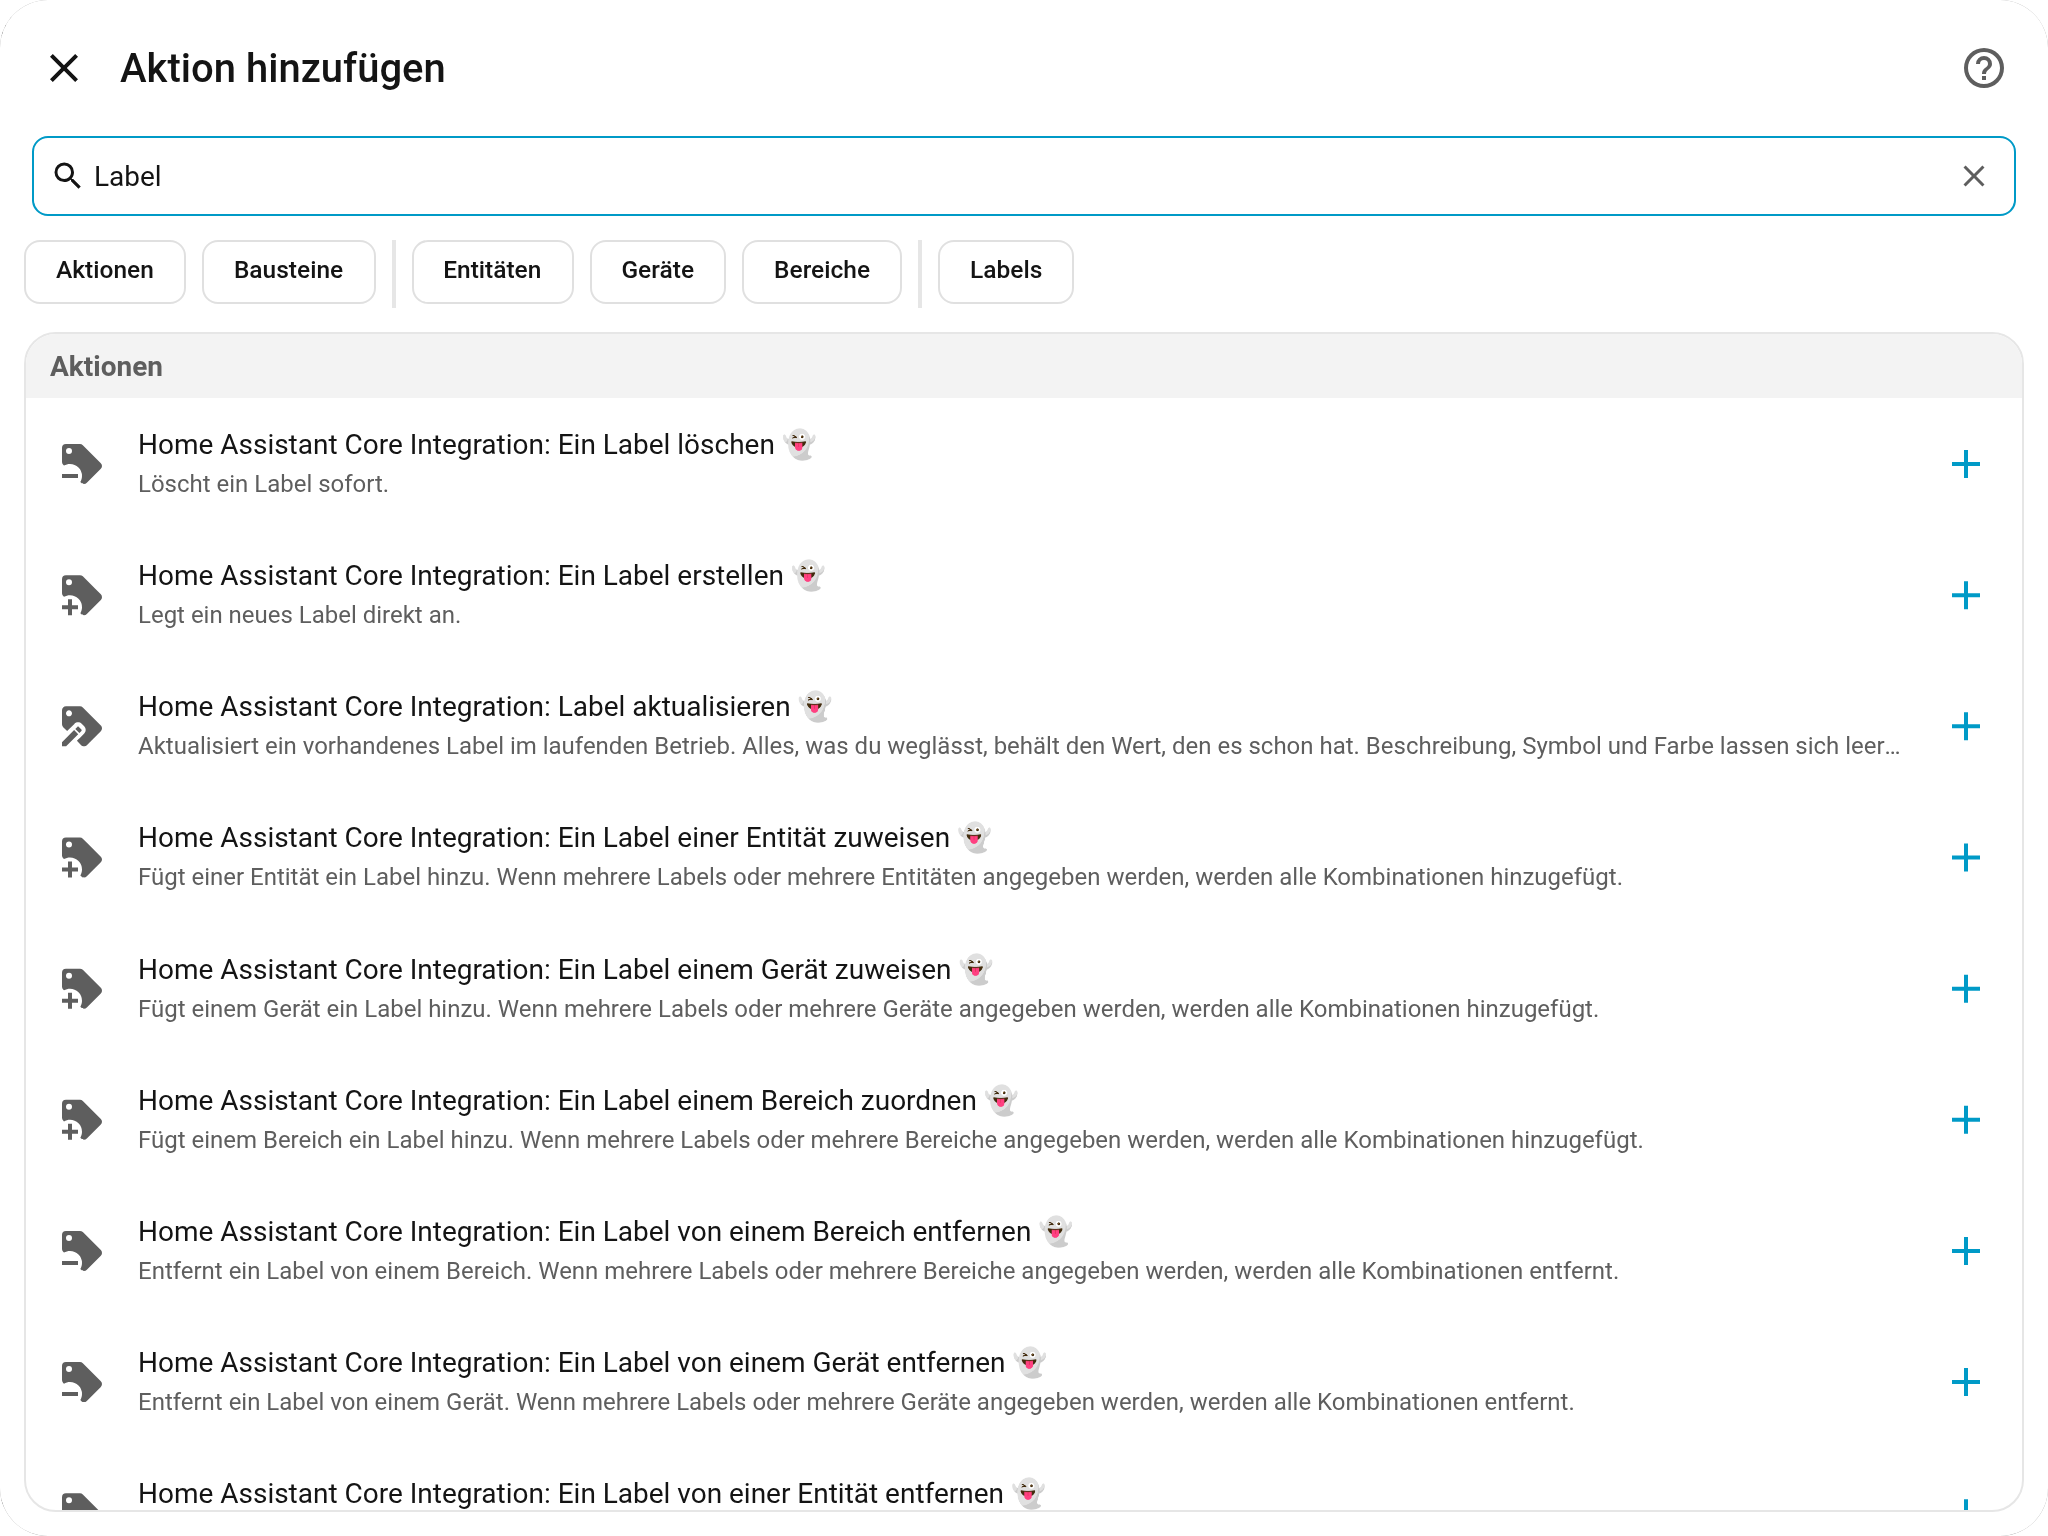 Aktion hinzufügen
Label
Aktionen
Bausteine
Entitäten
Geräte
Bereiche
Labels
Aktionen
Home Assistant Core Integration: Ein Label löschen 👻
Löscht ein Label sofort.
Home Assistant Core Integration: Ein Label erstellen 👻
Legt ein neues Label direkt an.
Home Assistant Core Integration: Label aktualisieren 👻
Aktualisiert ein vorhandenes Label im laufenden Betrieb. Alles, was du weglässt, behält den Wert, den es schon hat. Beschreibung, Symbol und Farbe lassen sich leer…
Home Assistant Core Integration: Ein Label einer Entität zuweisen 👻
Fügt einer Entität ein Label hinzu. Wenn mehrere Labels oder mehrere Entitäten angegeben werden, werden alle Kombinationen hinzugefügt.
Home Assistant Core Integration: Ein Label einem Gerät zuweisen 👻
Fügt einem Gerät ein Label hinzu. Wenn mehrere Labels oder mehrere Geräte angegeben werden, werden alle Kombinationen hinzugefügt.
Home Assistant Core Integration: Ein Label einem Bereich zuordnen 👻
Fügt einem Bereich ein Label hinzu. Wenn mehrere Labels oder mehrere Bereiche angegeben werden, werden alle Kombinationen hinzugefügt.
Home Assistant Core Integration: Ein Label von einem Bereich entfernen 👻
Entfernt ein Label von einem Bereich. Wenn mehrere Labels oder mehrere Bereiche angegeben werden, werden alle Kombinationen entfernt.
Home Assistant Core Integration: Ein Label von einem Gerät entfernen 👻
Entfernt ein Label von einem Gerät. Wenn mehrere Labels oder mehrere Geräte angegeben werden, werden alle Kombinationen entfernt.
Home Assistant Core Integration: Ein Label von einer Entität entfernen 👻